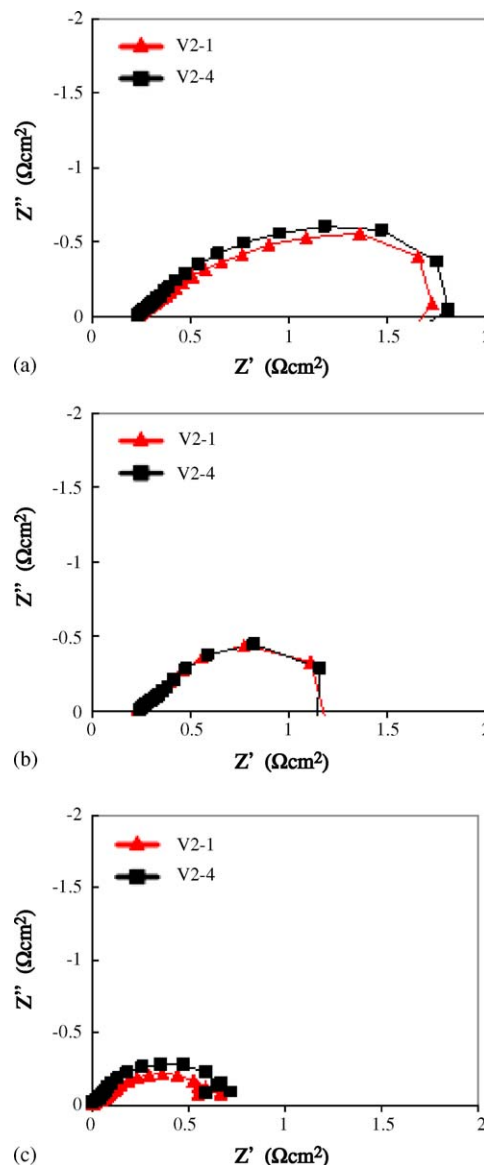 -2
V2-1
V2-4
-1.5
-1
Z” (Ωcm²)
-0.5
0
0 0.5 1 1.5 2
(a)
Z’ (Ωcm²)
-2
V2-1
V2-4
-1.5
-1
Z” (Ωcm²)
-0.5
0
0 0.5 1 1.5 2
(b)
Z’ (Ωcm²)
-2
V2-1
V2-4
-1.5
-1
Z” (Ωcm²)
-0.5
0
0 0.5 1 1.5 2
(c)
Z’ (Ωcm²)